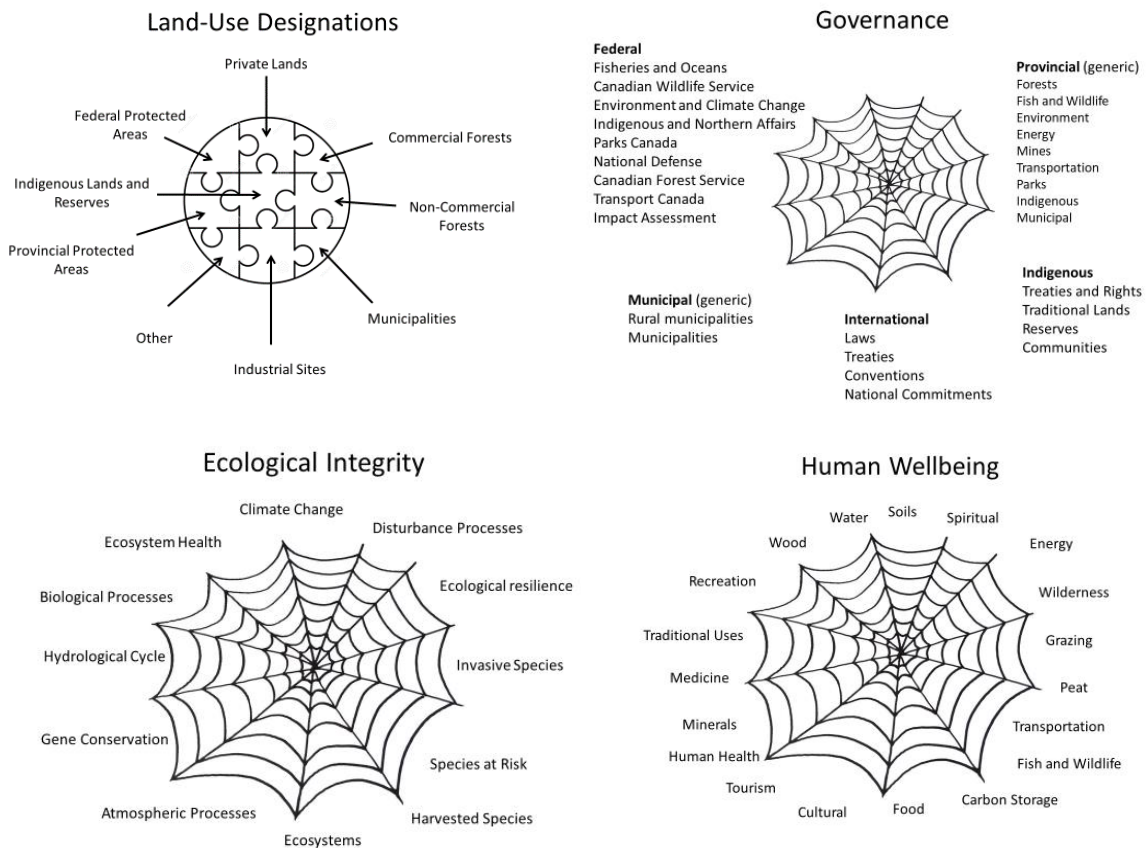 Land-Use Designations
Private Lands
Federal Protected
Areas
Commercial Forests
Indigenous Lands and
Reserves
Non-Commercial
Forests
Provincial Protected
Areas
Municipalities
Other
Industrial Sites
Governance
Federal
Fisheries and Oceans
Canadian Wildlife Service
Environment and Climate Change
Indigenous and Northern Affairs
Parks Canada
National Defense
Canadian Forest Service
Transport Canada
Impact Assessment
Provincial (generic)
Forests
Fish and Wildlife
Environment
Energy
Mines
Transportation
Parks
Indigenous
Municipal
Municipal (generic)
Rural municipalities
Municipalities
International
Laws
Treaties
Conventions
National Commitments
Indigenous
Treaties and Rights
Traditional Lands
Reserves
Communities
Ecological Integrity
Climate Change
Disturbance Processes
Ecosystem Health
Ecological resilience
Biological Processes
Hydrological Cycle
Invasive Species
Gene Conservation
Species at Risk
Atmospheric Processes
Harvested Species
Ecosystems
Human Wellbeing
Water
Soils
Spiritual
Wood
Energy
Recreation
Wilderness
Traditional Uses
Grazing
Medicine
Peat
Minerals
Transportation
Human Health
Fish and Wildlife
Tourism
Carbon Storage
Cultural
Food